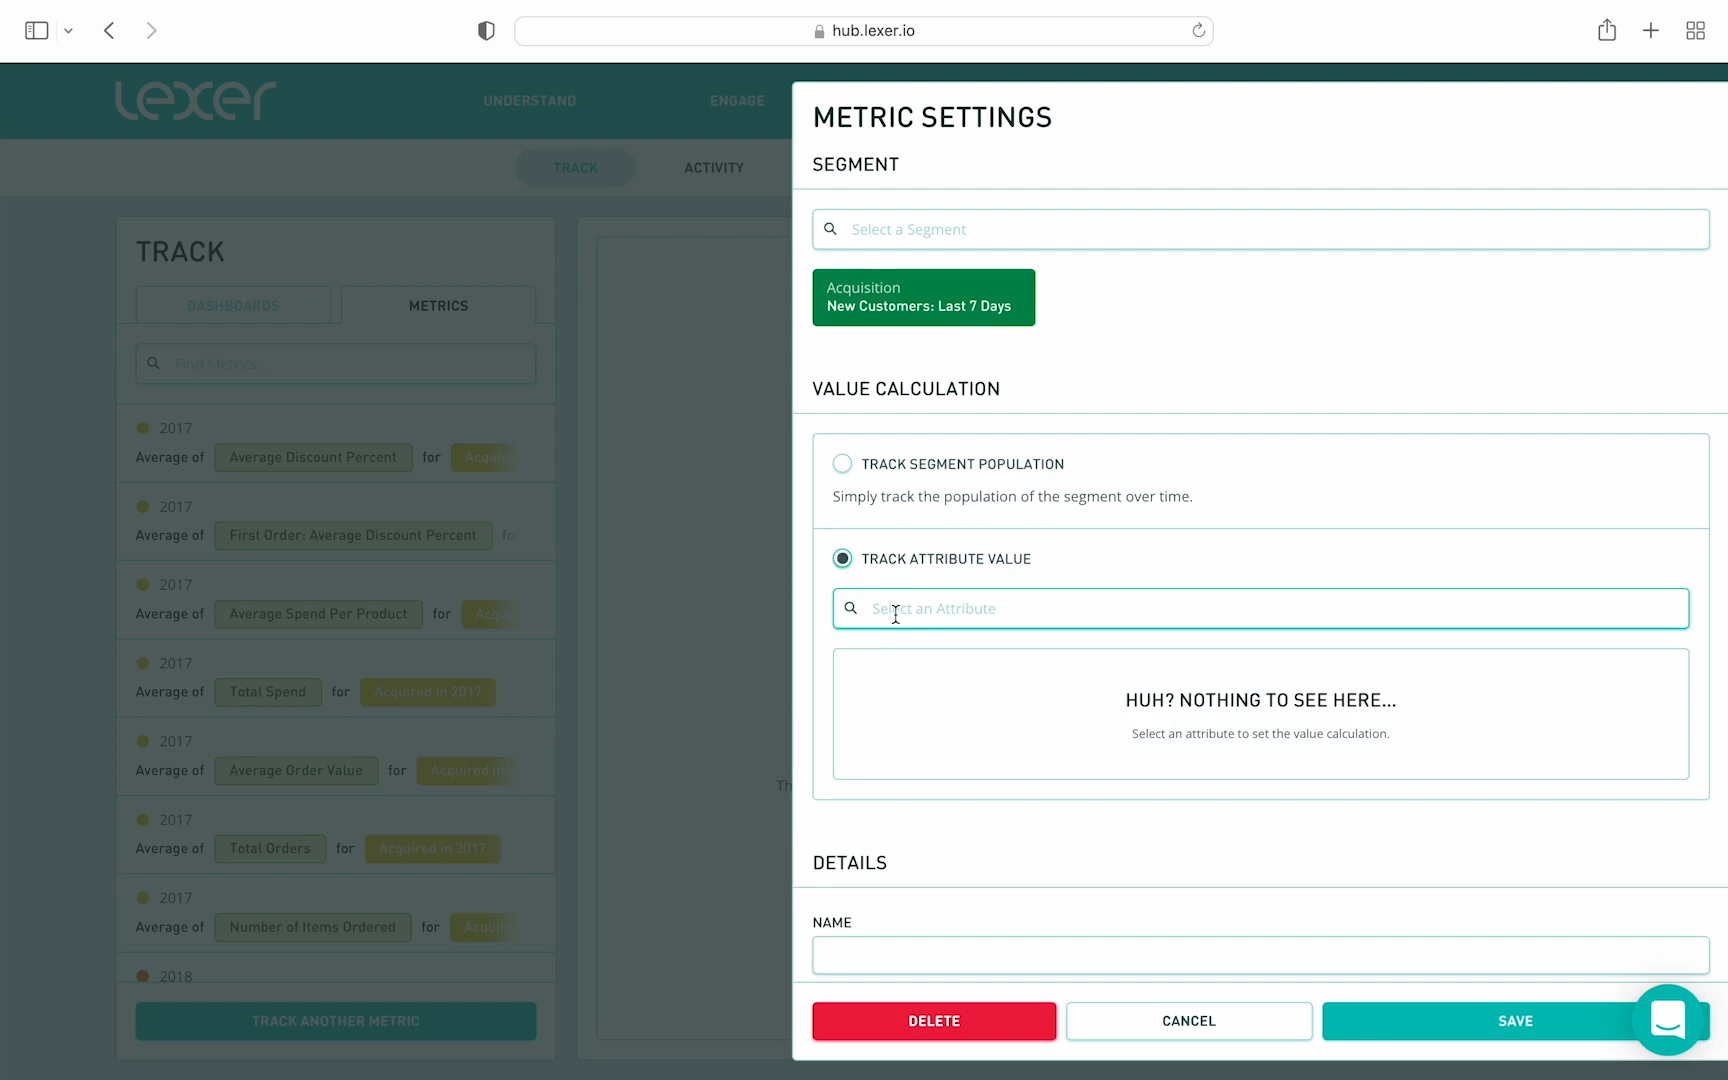 hub.lexer.io
lexer
UNDERSTAND
ENGAGE
TRACK
ACTIVITY
TRACK
DASHBOARDS
METRICS
Find Metrics...
2017
Average of Average Discount Percent for
2017
Average of First Order: Average Discount Percent
2017
Average of Average Spend Per Product for
2017
Average of Total Spend for Acquired in 2017
2017
Average of Average Order Value for Acquired in
2017
Average of Total Orders for Acquired in 2017
2017
Average of Number of Items Ordered for
2018
TRACK ANOTHER METRIC
METRIC SETTINGS
SEGMENT
Select a Segment
Acquisition
New Customers: Last 7 Days
VALUE CALCULATION
TRACK SEGMENT POPULATION
Simply track the population of the segment over time.
TRACK ATTRIBUTE VALUE
Select an Attribute
HUH? NOTHING TO SEE HERE...
Select an attribute to set the value calculation.
DETAILS
NAME
DELETE
CANCEL
SAVE